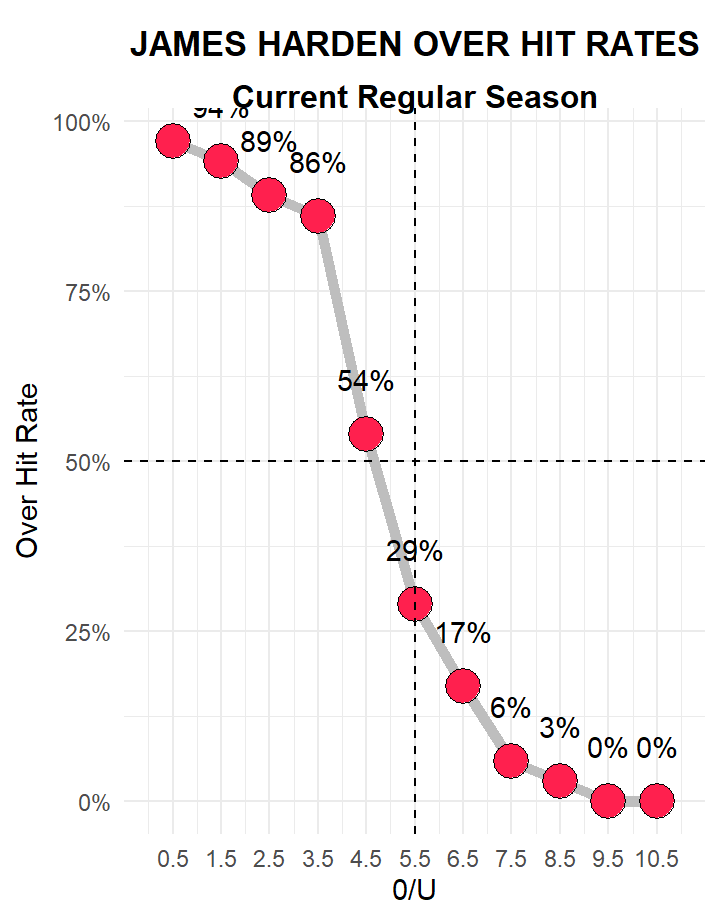 JAMES HARDEN OVER HIT RATES
Current Regular Season
94%
100%
89%
86%
75%
54%
50%
29%
25%
17%
6%
3%
0% 0%
0%
Over Hit Rate
0.5 1.5 2.5 3.5 4.5 5.5 6.5 7.5 8.5 9.5 10.5
0/U